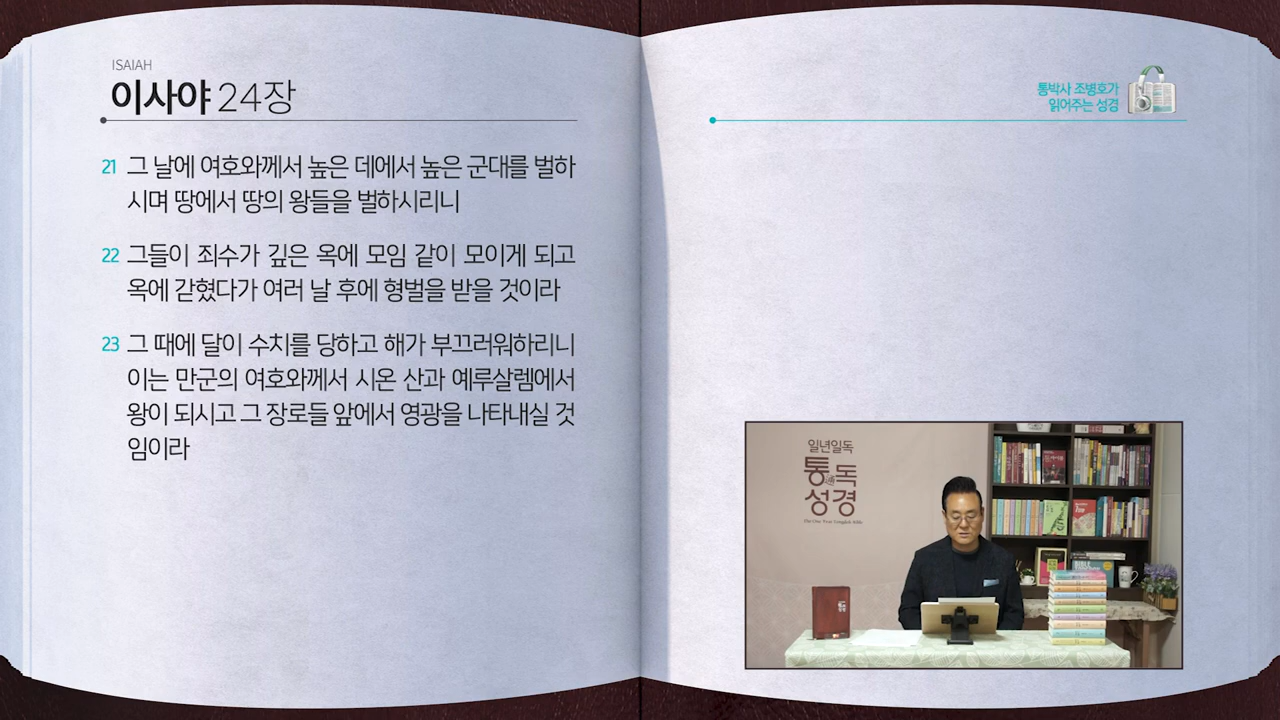 ISAIAH
이사야 24장
21 그 날에 여호와께서 높은 데에서 높은 군대를 벌하
시며 땅에서 땅의 왕들을 벌하시리니
22 그들이 죄수가 깊은 옥에 모임 같이 모이게 되고
옥에 갇혔다가 여러 날 후에 형벌을 받을 것이라
23 그 때에 달이 수치를 당하고 해가 부끄러워하리니
이는 만군의 여호와께서 시온 산과 예루살렘에서
왕이 되시고 그 장로들 앞에서 영광을 나타내실 것
임이라
통박사 조병호가
읽어주는 성경
일년일독
통독
성경
The One Year Tongdok Bible